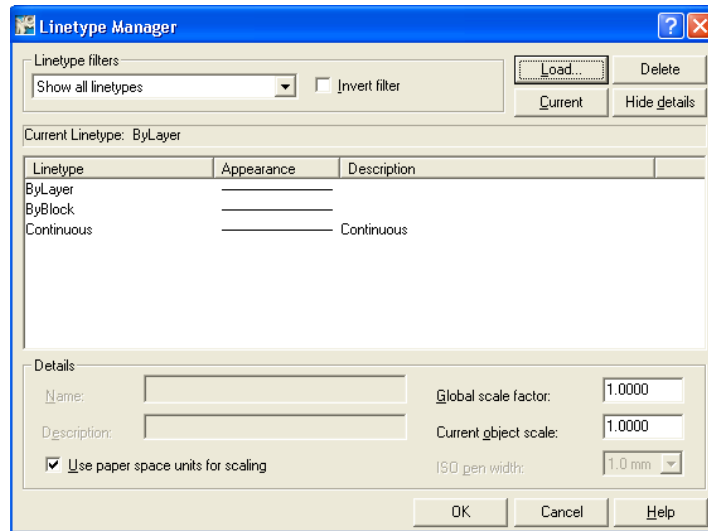 Linetype Manager
Linetype filters
Show all linetypes
Invert filter
Load...
Delete
Current
Hide details
Current Linetype: ByLayer
Linetype Appearance Description
ByLayer
ByBlock
Continuous Continuous
Details
Name:
Description:
Use paper space units for scaling
Global scale factor: 1.0000
Current object scale: 1.0000
ISO pen width: 1.0 mm
OK Cancel Help